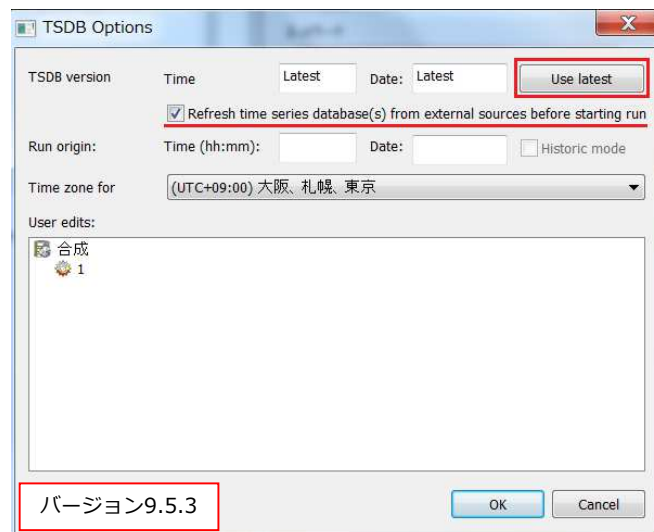 TSDB Options
TSDB version Time Latest Date: Latest Use latest
Refresh time series database(s) from external sources before starting run
Run origin: Time (hh:mm): Date: Historic mode
Time zone for (UTC+09:00) 大阪、札幌、東京
User edits:
合成
1
バージョン9.5.3
OK Cancel